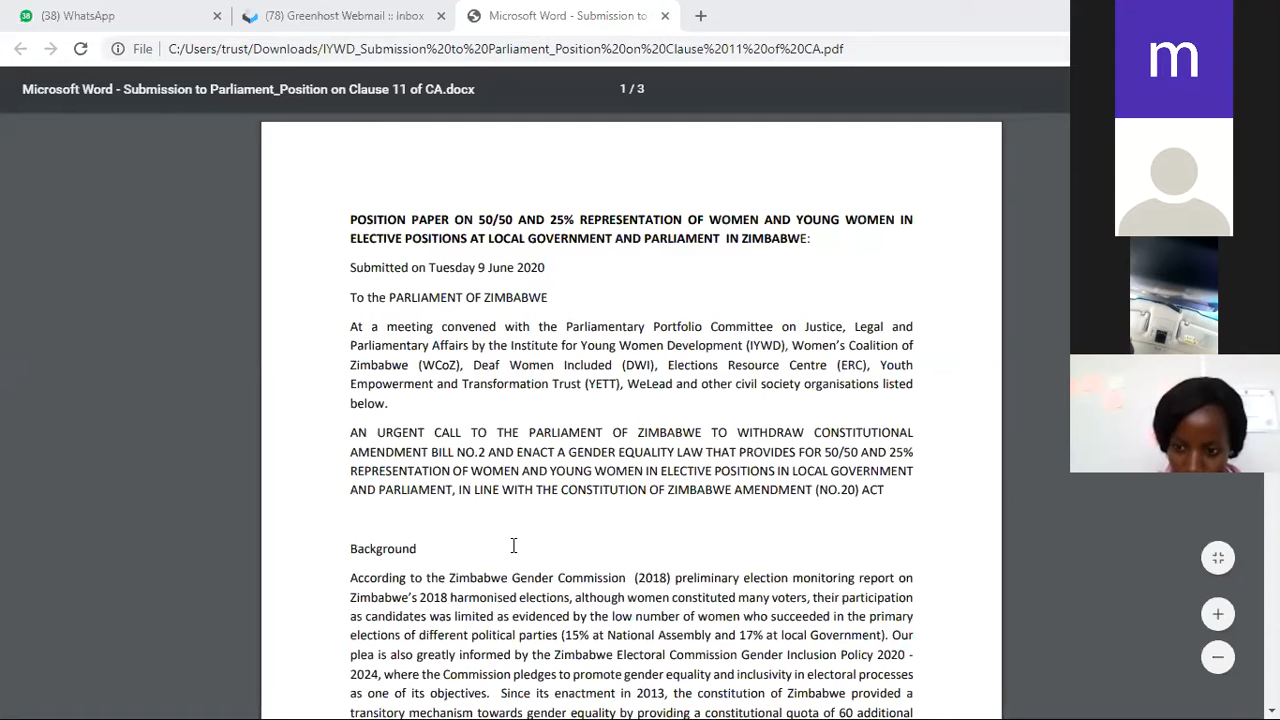 (38) WhatsApp
(78) Greenhost Webmail :: Inbox
Microsoft Word - Submission to
File
C:/Users/trust/Downloads/IYWD_Submission%20to%20Parliament_Position%20on%20Clause%2011%20of%20CA.pdf
Microsoft Word - Submission to Parliament_Position on Clause 11 of CA.docx
1 / 3
m
POSITION PAPER ON 50/50 AND 25% REPRESENTATION OF WOMEN AND YOUNG WOMEN IN
ELECTIVE POSITIONS AT LOCAL GOVERNMENT AND PARLIAMENT IN ZIMBABWE:
Submitted on Tuesday 9 June 2020
To the PARLIAMENT OF ZIMBABWE
At a meeting convened with the Parliamentary Portfolio Committee on Justice, Legal and
Parliamentary Affairs by the Institute for Young Women Development (IYWD), Women's Coalition of
Zimbabwe (WCoZ), Deaf Women Included (DWI), Elections Resource Centre (ERC), Youth
Empowerment and Transformation Trust (YETT), WeLead and other civil society organisations listed
below.
AN URGENT CALL TO THE PARLIAMENT OF ZIMBABWE TO WITHDRAW CONSTITUTIONAL
AMENDMENT BILL NO.2 AND ENACT A GENDER EQUALITY LAW THAT PROVIDES FOR 50/50 AND 25%
REPRESENTATION OF WOMEN AND YOUNG WOMEN IN ELECTIVE POSITIONS IN LOCAL GOVERNMENT
AND PARLIAMENT, IN LINE WITH THE CONSTITUTION OF ZIMBABWE AMENDMENT (NO.20) ACT
Background
According to the Zimbabwe Gender Commission (2018) preliminary election monitoring report on
Zimbabwe's 2018 harmonised elections, although women constituted many voters, their participation
as candidates was limited as evidenced by the low number of women who succeeded in the primary
elections of different political parties (15% at National Assembly and 17% at local Government). Our
plea is also greatly informed by the Zimbabwe Electoral Commission Gender Inclusion Policy 2020 -
2024, where the Commission pledges to promote gender equality and inclusivity in electoral processes
as one of its objectives. Since its enactment in 2013, the constitution of Zimbabwe provided a
transitory mechanism towards gender equality by providing a constitutional quota of 60 additional